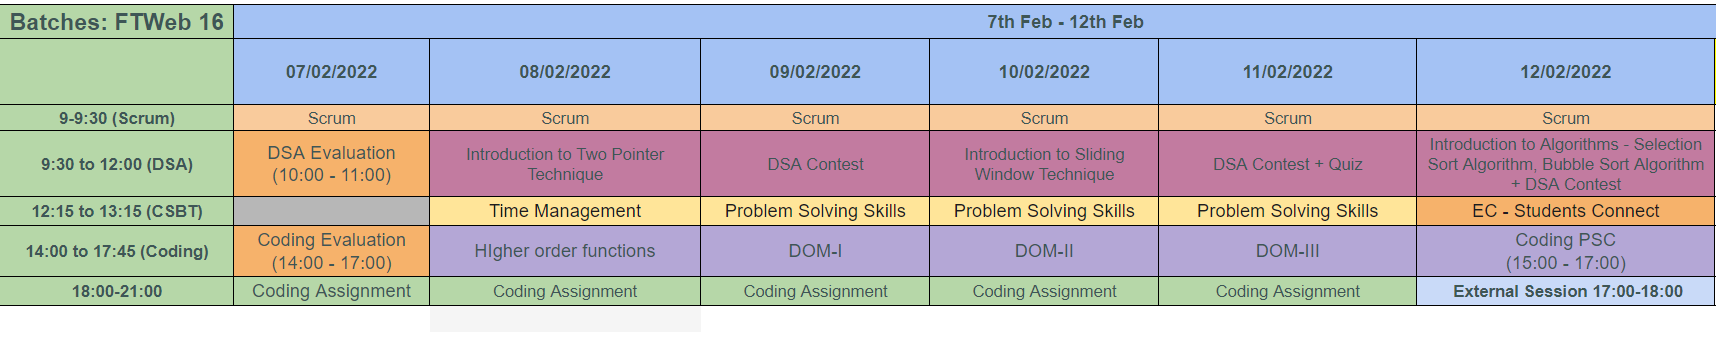 Batches: FTWeb 16
7th Feb - 12th Feb
07/02/2022
08/02/2022
09/02/2022
10/02/2022
11/02/2022
12/02/2022
9-9:30 (Scrum)
Scrum
Scrum
Scrum
Scrum
Scrum
Scrum
9:30 to 12:00 (DSA)
DSA Evaluation
(10:00 - 11:00)
Introduction to Two Pointer
Technique
DSA Contest
Introduction to Sliding
Window Technique
DSA Contest + Quiz
Introduction to Algorithms - Selection
Sort Algorithm, Bubble Sort Algorithm
+ DSA Contest
12:15 to 13:15 (CSBT)
Time Management
Problem Solving Skills
Problem Solving Skills
Problem Solving Skills
EC - Students Connect
14:00 to 17:45 (Coding)
Coding Evaluation
(14:00 - 17:00)
HIgher order functions
DOM-I
DOM-II
DOM-III
Coding PSC
(15:00 - 17:00)
18:00-21:00
Coding Assignment
Coding Assignment
Coding Assignment
Coding Assignment
Coding Assignment
External Session 17:00-18:00